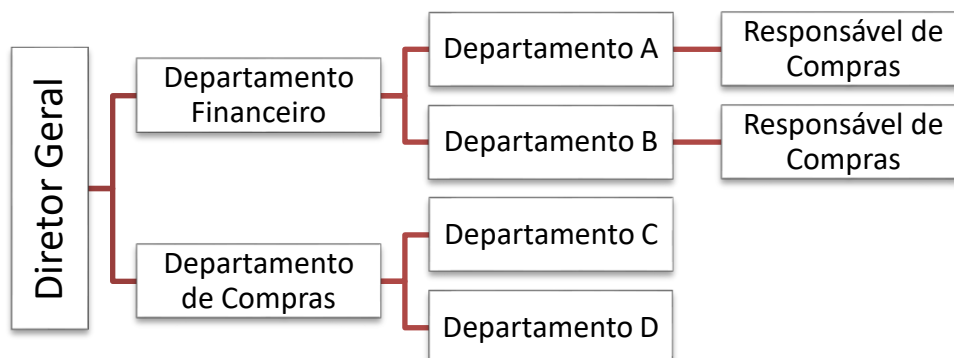 Diretor Geral
Departamento
Financeiro
Departamento A
Responsável de
Compras
Departamento B
Responsável de
Compras
Departamento
de Compras
Departamento C
Departamento D